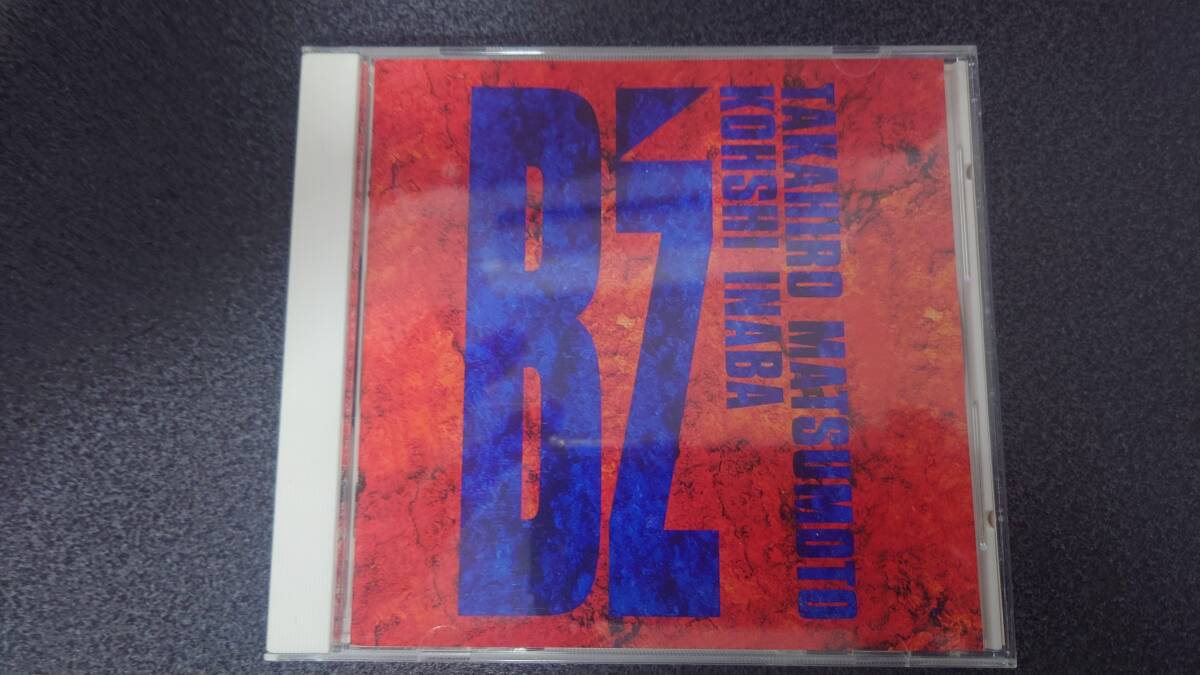 B'Z
TAKAHIRO MATSUMOTO
KOHSHI INABA